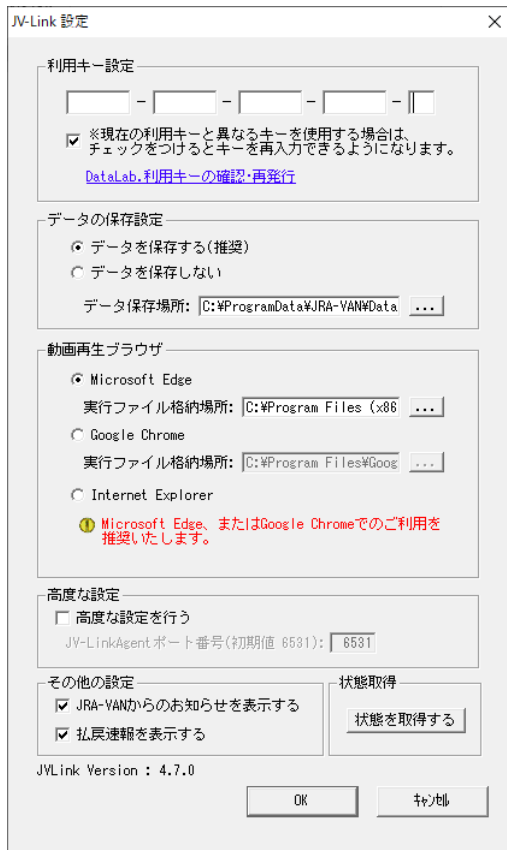 JV-Link 設定
利用キー設定
- - - -
※現在の利用キーと異なるキーを使用する場合は、
チェックをつけるとキーを再入力できるようになります。
DataLab.利用キーの確認・再発行
データの保存設定
データを保存する(推奨)
データを保存しない
データ保存場所: C:¥ProgramData¥JRA-VAN¥Data ...
動画再生ブラウザ
Microsoft Edge
実行ファイル格納場所: C:¥Program Files (x86 ...
Google Chrome
実行ファイル格納場所: C:¥Program Files¥Goog ...
Internet Explorer
Microsoft Edge、またはGoogle Chromeでのご利用を
推奨いたします。
高度な設定
高度な設定を行う
JV-LinkAgentポート番号(初期値 6531): 6531
その他の設定
JRA-VANからのお知らせを表示する
払戻速報を表示する
状態取得
状態を取得する
JVLink Version : 4.7.0
OK ｷｬﾝｾﾙ